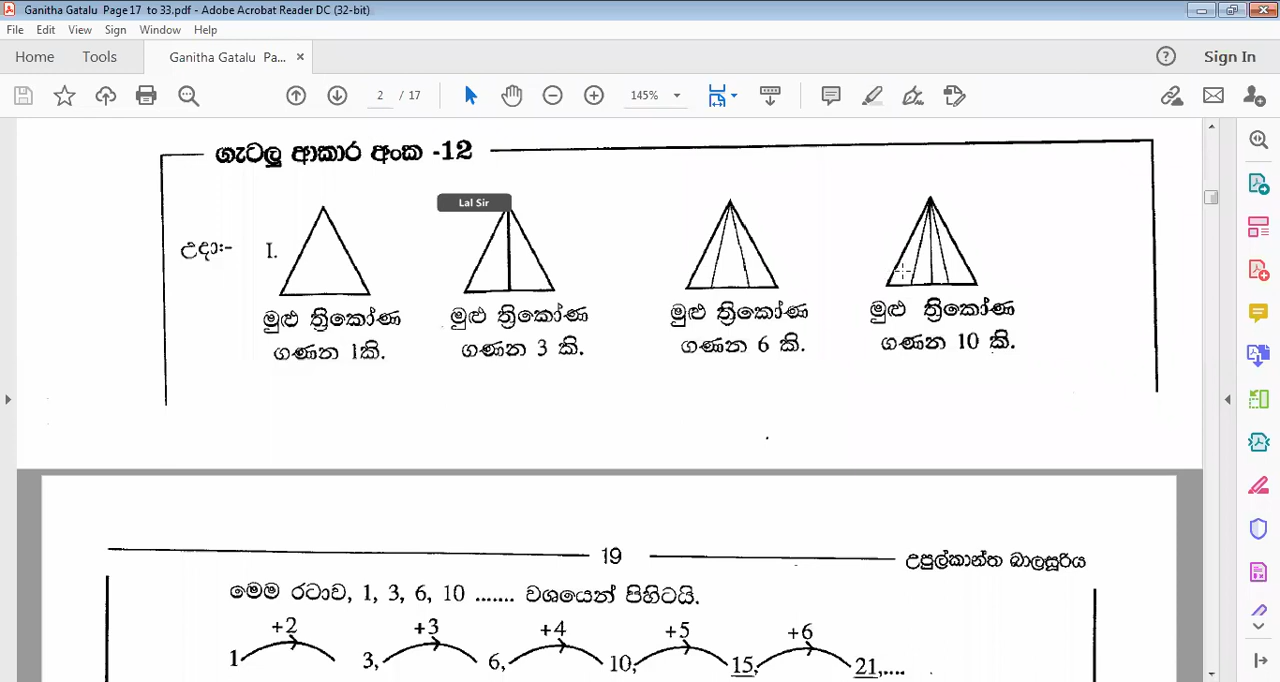 Ganitha Gatalu Page 17 to 33.pdf - Adobe Acrobat Reader DC (32-bit)
File Edit View Sign Window Help
Home Tools Ganitha Gatalu Pa... × Sign In
2 / 17 145%
ගැටලු ආකාර අංක -12
Lal Sir
උදාඃ- I.
මුළු ත්‍රිකෝණ මුළු ත්‍රිකෝණ මුළු ත්‍රිකෝණ මුළු ත්‍රිකෝණ
ගණන 1කි. ගණන 3 කි. ගණන 6 කි. ගණන 10 කි.
19 උපුල්කාන්ත බාලසූරිය
මෙම රටාව, 1, 3, 6, 10 ....... වශයෙන් පිහිටයි.
+2 +3 +4 +5 +6
1 3, 6, 10, 15, 21,....